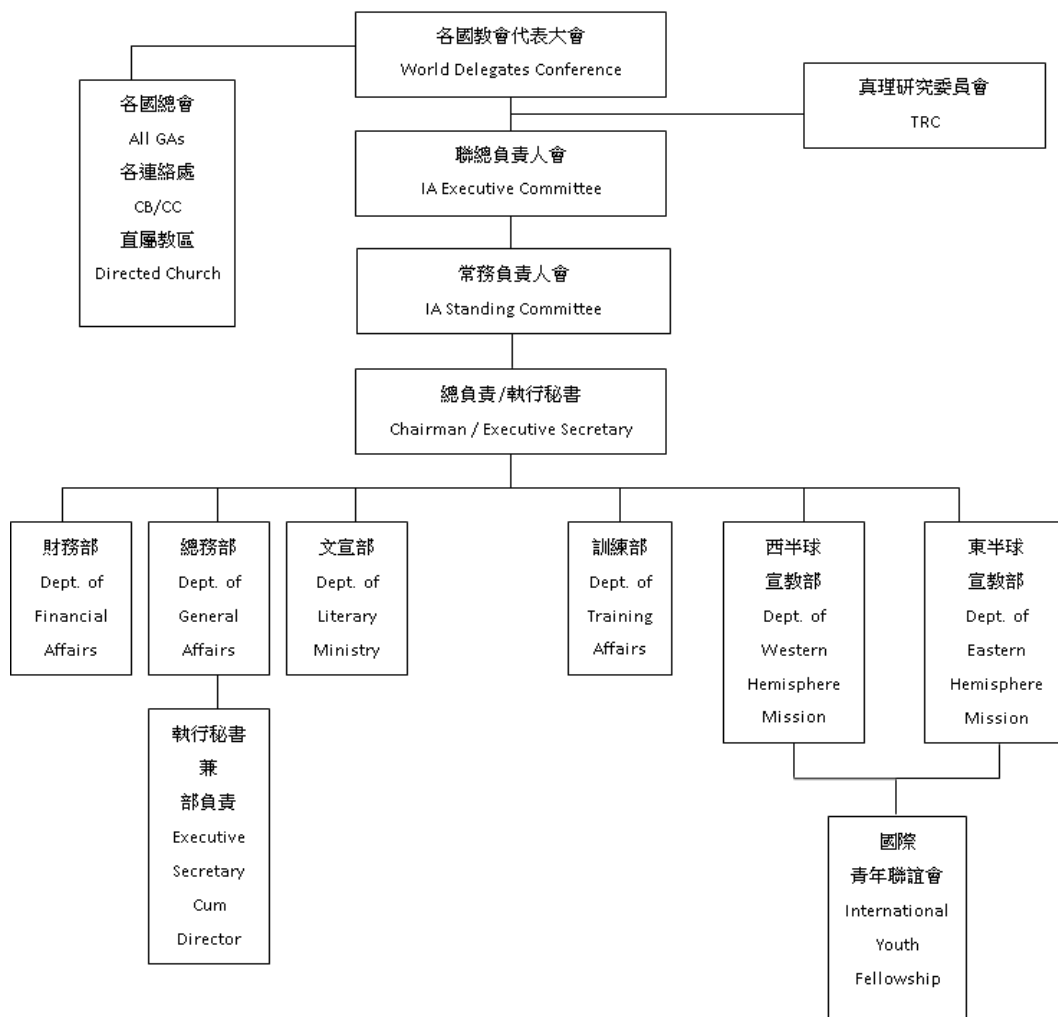 各國教會代表大會
World Delegates Conference
各國總會
All GAs
各連絡處
CB/CC
直屬教區
Directed Church
真理研究委員會
TRC
聯總負責人會
IA Executive Committee
常務負責人會
IA Standing Committee
總負責/執行秘書
Chairman / Executive Secretary
財務部
Dept. of
Financial
Affairs
總務部
Dept. of
General
Affairs
文宣部
Dept. of
Literary
Ministry
訓練部
Dept. of
Training
Affairs
西半球
宣教部
Dept. of
Western
Hemisphere
Mission
東半球
宣教部
Dept. of
Eastern
Hemisphere
Mission
執行秘書
兼
部負責
Executive
Secretary
Cum
Director
國際
青年聯誼會
International
Youth
Fellowship